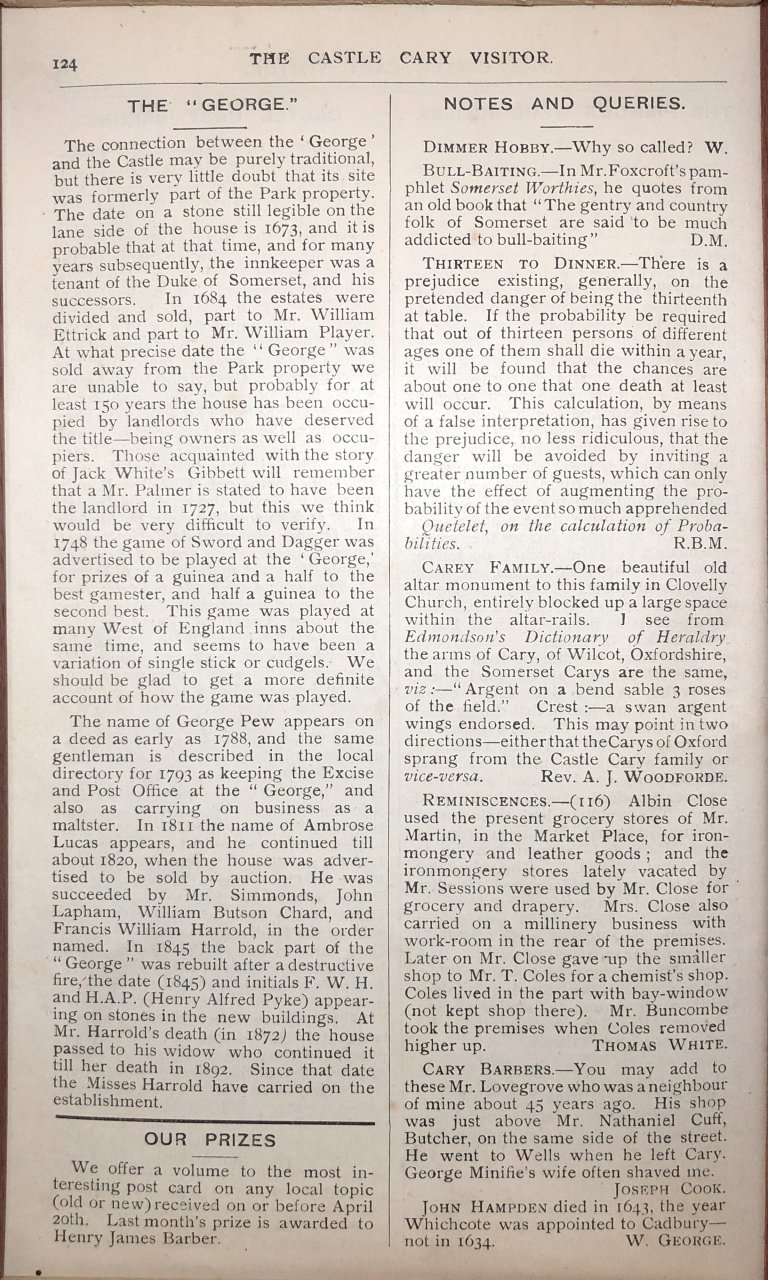 124
THE CASTLE CARY VISITOR.
THE "GEORGE."
The connection between the 'George'
and the Castle may be purely traditional,
but there is very little doubt that its site
was formerly part of the Park property.
The date on a stone still legible on the
lane side of the house is 1673, and it is
probable that at that time, and for many
years subsequently, the innkeeper was a
tenant of the Duke of Somerset, and his
successors. In 1684 the estates were
divided and sold, part to Mr. William
Ettrick and part to Mr. William Player.
At what precise date the "George" was
sold away from the Park property we
are unable to say, but probably for at
least 150 years the house has been occu-
pied by landlords who have deserved
the title—being owners as well as occu-
piers. Those acquainted with the story
of Jack White's Gibbett will remember
that a Mr. Palmer is stated to have been
the landlord in 1727, but this we think
would be very difficult to verify. In
1748 the game of Sword and Dagger was
advertised to be played at the 'George,'
for prizes of a guinea and a half to the
best gamester, and half a guinea to the
second best. This game was played at
many West of England inns about the
same time, and seems to have been a
variation of single stick or cudgels. We
should be glad to get a more definite
account of how the game was played.
The name of George Pew appears on
a deed as early as 1788, and the same
gentleman is described in the local
directory for 1793 as keeping the Excise
and Post Office at the "George," and
also as carrying on business as a
maltster. In 1811 the name of Ambrose
Lucas appears, and he continued till
about 1820, when the house was adver-
tised to be sold by auction. He was
succeeded by Mr. Simmonds, John
Lapham, William Butson Chard, and
Francis William Harrold, in the order
named. In 1845 the back part of the
"George" was rebuilt after a destructive
fire, the date (1845) and initials F. W. H.
and H.A.P. (Henry Alfred Pyke) appear-
ing on stones in the new buildings. At
Mr. Harrold's death (in 1872) the house
passed to his widow who continued it
till her death in 1892. Since that date
the Misses Harrold have carried on the
establishment.
OUR PRIZES
We offer a volume to the most in-
teresting post card on any local topic
(old or new) received on or before April
20th. Last month's prize is awarded to
Henry James Barber.
NOTES AND QUERIES.
DIMMER HOBBY.—Why so called? W.
BULL-BAITING.—In Mr. Foxcroft's pam-
phlet Somerset Worthies, he quotes from
an old book that "The gentry and country
folk of Somerset are said to be much
addicted to bull-baiting" D.M.
THIRTEEN TO DINNER.—There is a
prejudice existing, generally, on the
pretended danger of being the thirteenth
at table. If the probability be required
that out of thirteen persons of different
ages one of them shall die within a year,
it will be found that the chances are
about one to one that one death at least
will occur. This calculation, by means
of a false interpretation, has given rise to
the prejudice, no less ridiculous, that the
danger will be avoided by inviting a
greater number of guests, which can only
have the effect of augmenting the pro-
bability of the event so much apprehended
Quetelet, on the calculation of Proba-
bilities. R.B.M.
CAREY FAMILY.—One beautiful old
altar monument to this family in Clovelly
Church, entirely blocked up a large space
within the altar-rails. I see from
Edmondson's Dictionary of Heraldry
the arms of Cary, of Wilcot, Oxfordshire,
and the Somerset Carys are the same,
viz:—"Argent on a bend sable 3 roses
of the field." Crest:—a swan argent
wings endorsed. This may point in two
directions—either that the Carys of Oxford
sprang from the Castle Cary family or
vice-versa. Rev. A. J. WOODFORDE.
REMINISCENCES.—(116) Albin Close
used the present grocery stores of Mr.
Martin, in the Market Place, for iron-
mongery and leather goods; and the
ironmongery stores lately vacated by
Mr. Sessions were used by Mr. Close for
grocery and drapery. Mrs. Close also
carried on a millinery business with
work-room in the rear of the premises.
Later on Mr. Close gave up the smaller
shop to Mr. T. Coles for a chemist's shop.
Coles lived in the part with bay-window
(not kept shop there). Mr. Buncombe
took the premises when Coles removed
higher up. THOMAS WHITE.
CARY BARBERS.—You may add to
these Mr. Lovegrove who was a neighbour
of mine about 45 years ago. His shop
was just above Mr. Nathaniel Cuff,
Butcher, on the same side of the street.
He went to Wells when he left Cary.
George Minifie's wife often shaved me.
JOSEPH COOK.
JOHN HAMPDEN died in 1643, the year
Whichcote was appointed to Cadbury—
not in 1634. W. GEORGE.